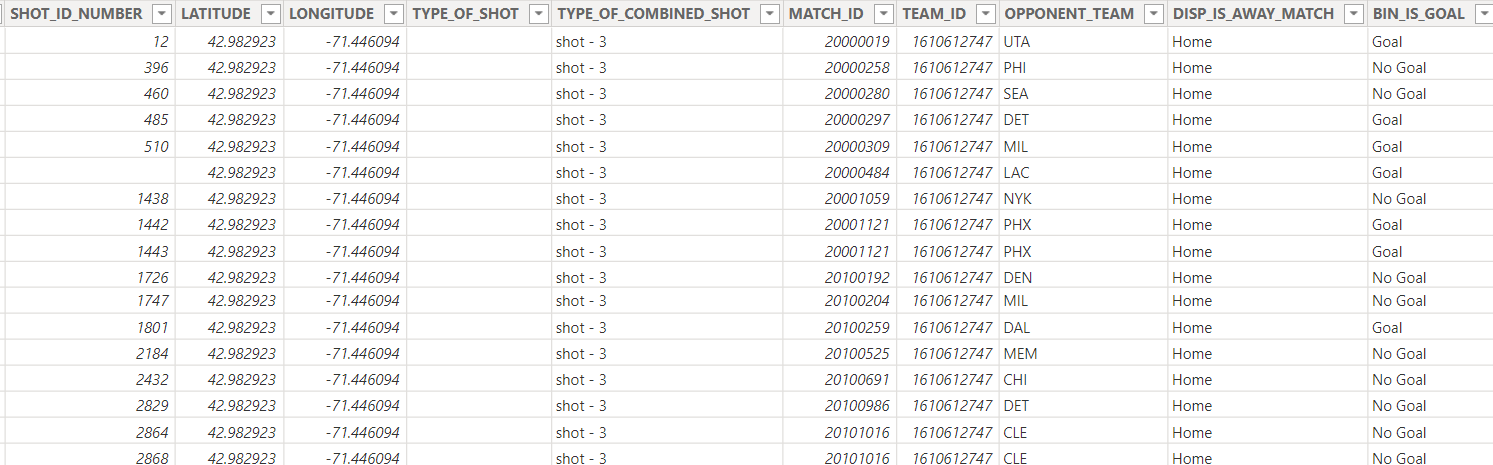 SHOT_ID_NUMBER LATITUDE LONGITUDE TYPE_OF_SHOT TYPE_OF_COMBINED_SHOT MATCH_ID TEAM_ID OPPONENT_TEAM DISP_IS_AWAY_MATCH BIN_IS_GOAL
12 42.982923 -71.446094 shot - 3 20000019 1610612747 UTA Home Goal
396 42.982923 -71.446094 shot - 3 20000258 1610612747 PHI Home No Goal
460 42.982923 -71.446094 shot - 3 20000280 1610612747 SEA Home No Goal
485 42.982923 -71.446094 shot - 3 20000297 1610612747 DET Home Goal
510 42.982923 -71.446094 shot - 3 20000309 1610612747 MIL Home Goal
42.982923 -71.446094 shot - 3 20000484 1610612747 LAC Home Goal
1438 42.982923 -71.446094 shot - 3 20001059 1610612747 NYK Home No Goal
1442 42.982923 -71.446094 shot - 3 20001121 1610612747 PHX Home Goal
1443 42.982923 -71.446094 shot - 3 20001121 1610612747 PHX Home Goal
1726 42.982923 -71.446094 shot - 3 20100192 1610612747 DEN Home No Goal
1747 42.982923 -71.446094 shot - 3 20100204 1610612747 MIL Home No Goal
1801 42.982923 -71.446094 shot - 3 20100259 1610612747 DAL Home Goal
2184 42.982923 -71.446094 shot - 3 20100525 1610612747 MEM Home No Goal
2432 42.982923 -71.446094 shot - 3 20100691 1610612747 CHI Home No Goal
2829 42.982923 -71.446094 shot - 3 20100986 1610612747 DET Home No Goal
2864 42.982923 -71.446094 shot - 3 20101016 1610612747 CLE Home No Goal
2868 42.982923 -71.446094 shot - 3 20101016 1610612747 CLE Home No Goal